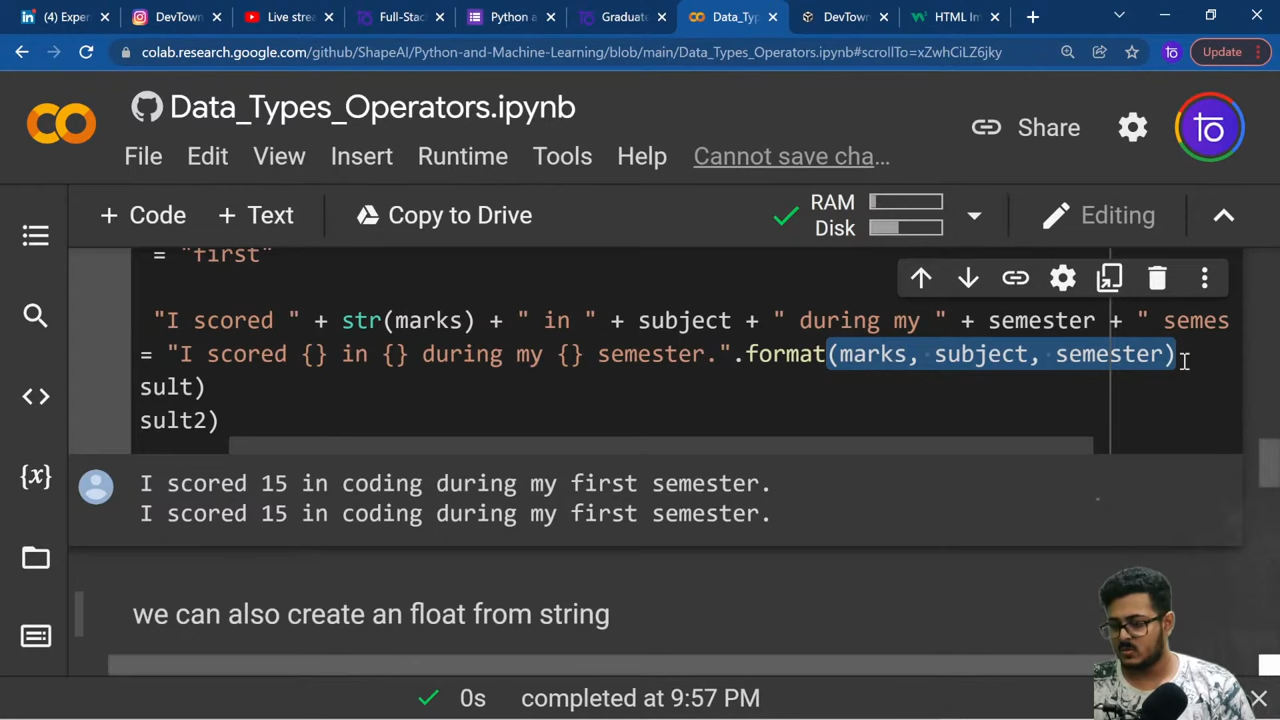 (4) Exper
DevTown
Live stre
Full-Stac
Python a
Graduate
Data_Typ
DevTown
HTML Im
colab.research.google.com/github/ShapeAI/Python-and-Machine-Learning/blob/main/Data_Types_Operators.ipynb#scrollTo=xZwhCiLZ6jky
Update
Data_Types_Operators.ipynb
Share
File Edit View Insert Runtime Tools Help Cannot save cha...
+ Code + Text Copy to Drive
RAM
Disk
Editing
= "first"
"I scored " + str(marks) + " in " + subject + " during my " + semester + " semes
= "I scored {} in {} during my {} semester.".format(marks, subject, semester)
sult)
sult2)
I scored 15 in coding during my first semester.
I scored 15 in coding during my first semester.
we can also create an float from string
0s completed at 9:57 PM